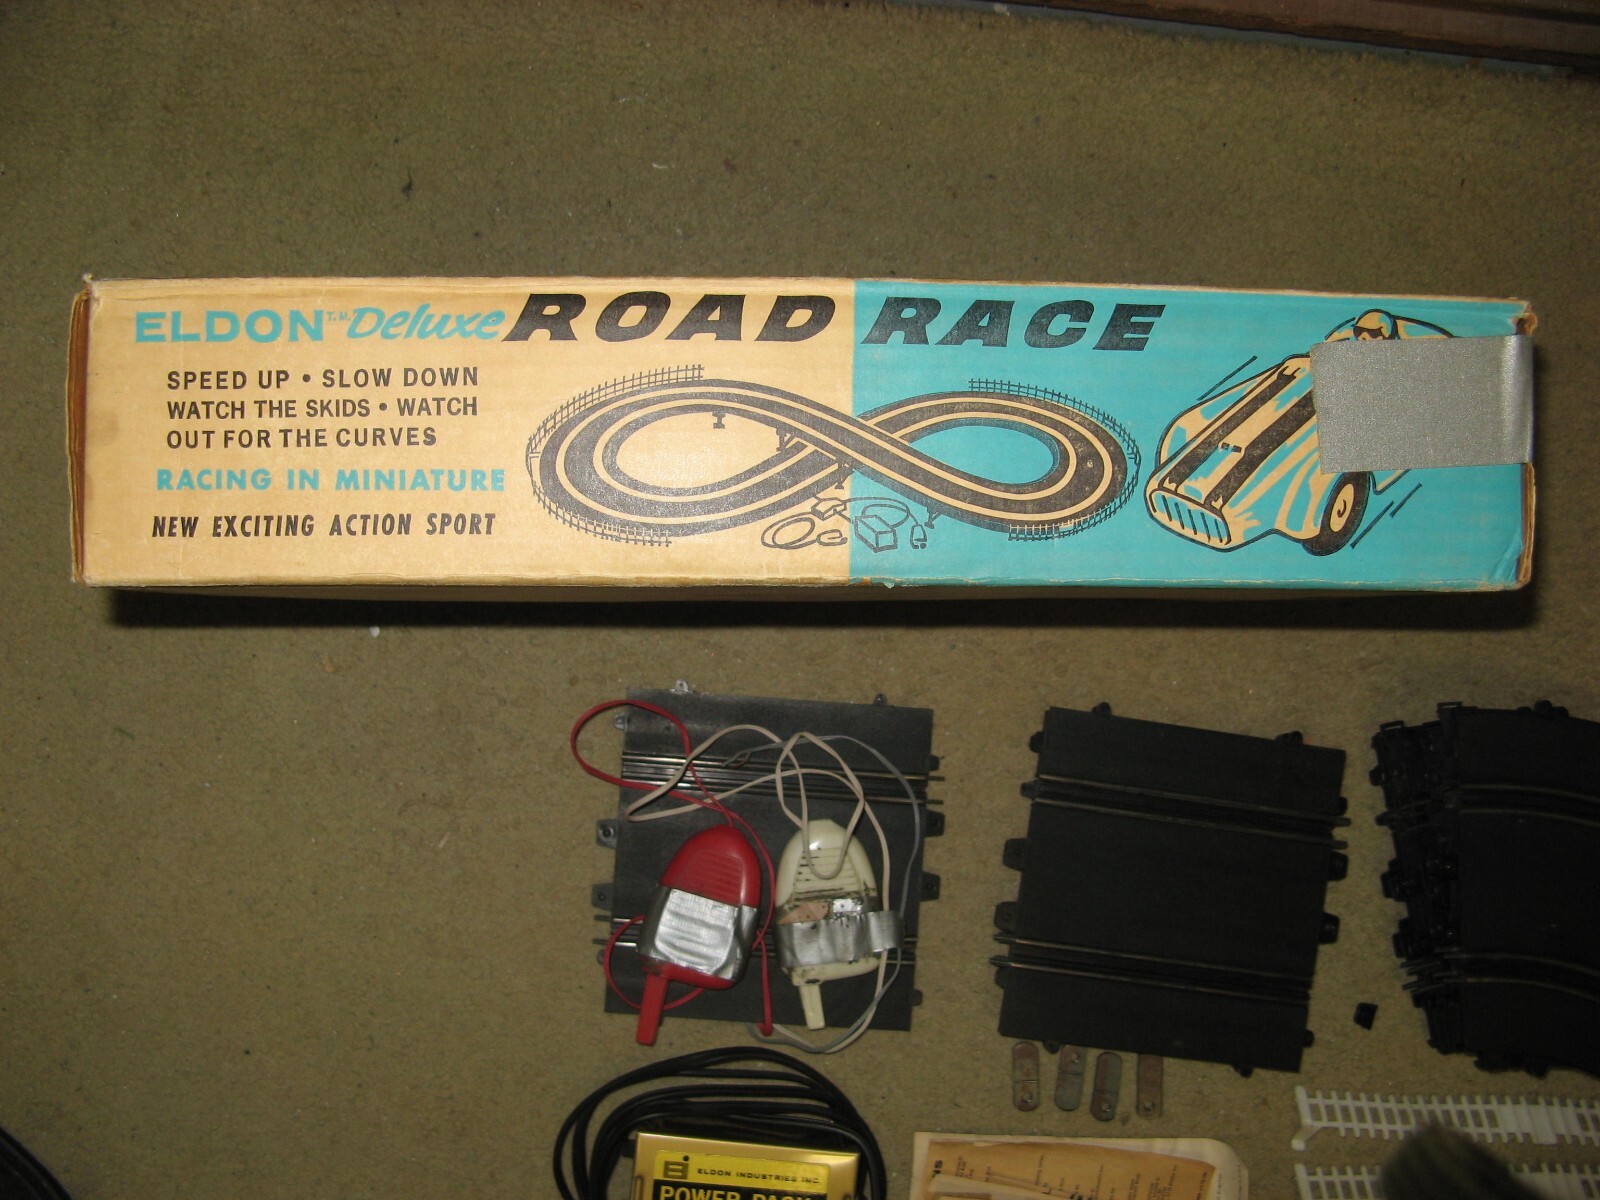 ELDON T.M. Deluxe ROAD RACE
SPEED UP • SLOW DOWN
WATCH THE SKIDS • WATCH
OUT FOR THE CURVES
RACING IN MINIATURE
NEW EXCITING ACTION SPORT
ELDON INDUSTRIES INC.
POWER PACK